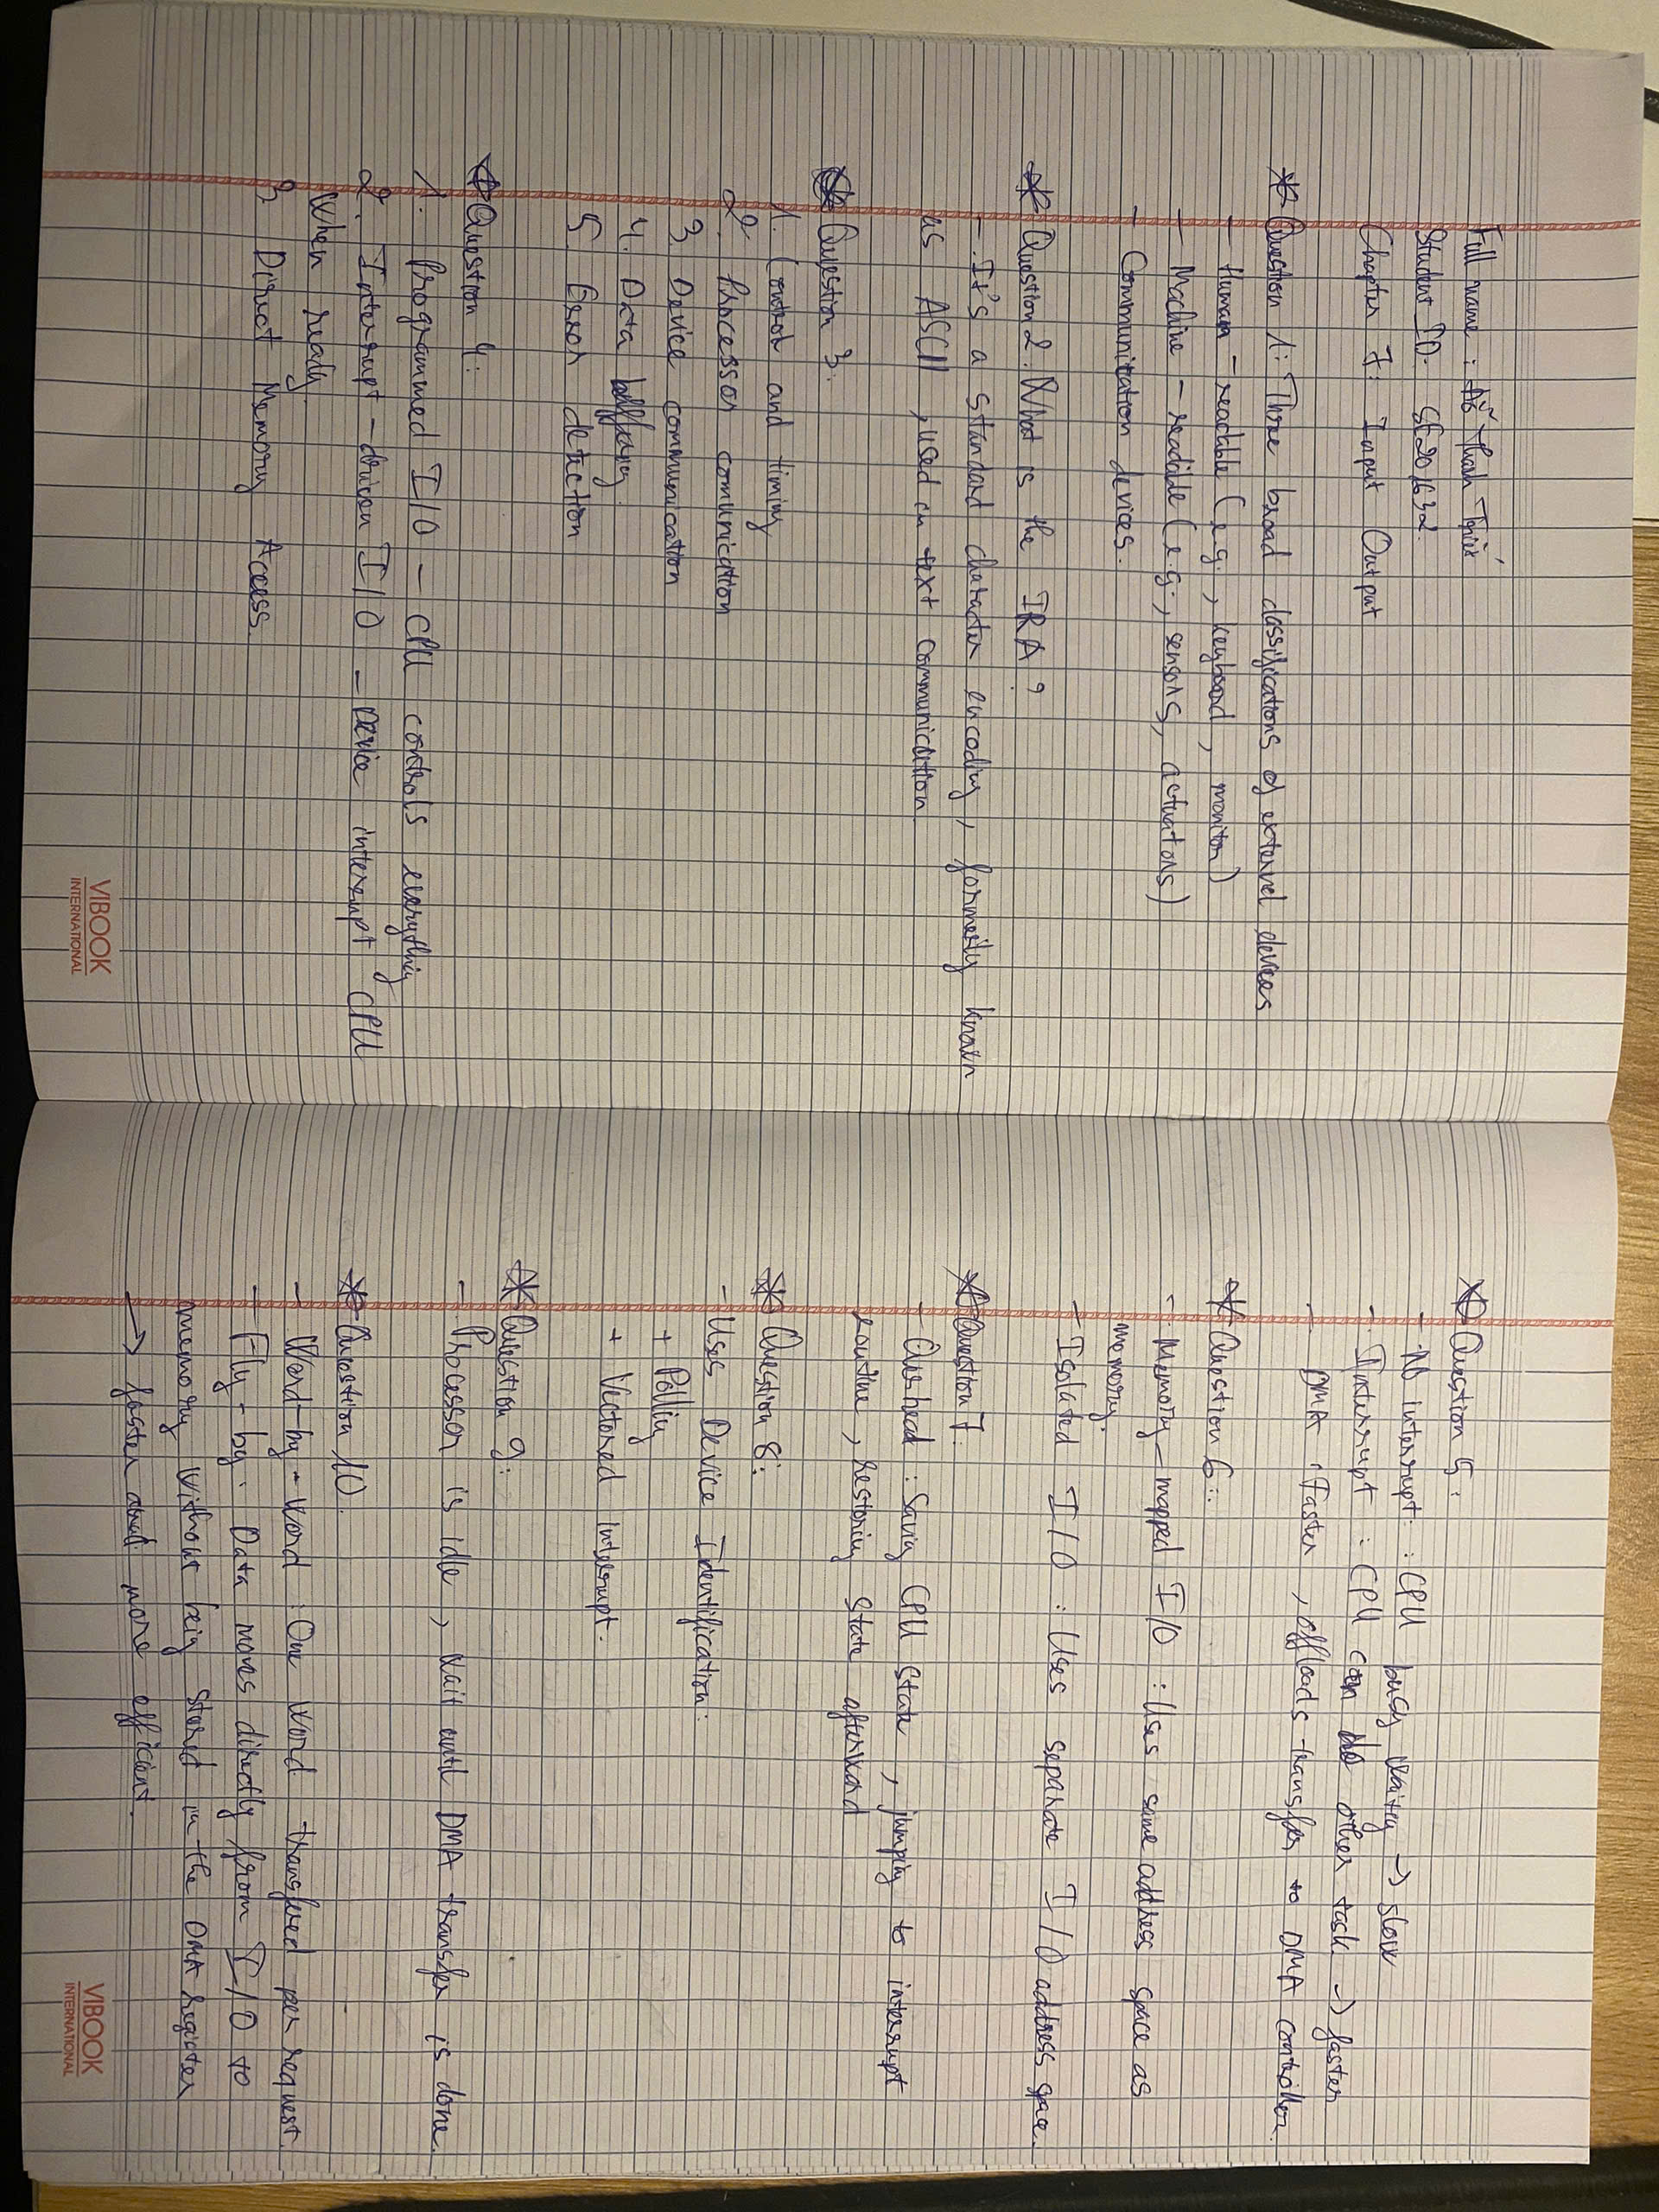 Full name : Đỗ Thanh Triết
Student ID: SE201632.
Chapter 7: Input Output
* Question 1: Three broad classifications of external devices
- Human-readable (e.g., keyboard, monitor)
- Machine-readable (e.g., sensors, actuators)
- Communitation devices.
* Question 2: What is the IRA?
- It's a standard character encoding, formerly known
as ASCII, used in text communication.
* Question 3:
1. Control and timing
2. Processor comunication
3. Device communication
4. Data buffering.
5. Error detection
* Question 4:
1. Programmed I/O - CPU controls everything
2. Interrupt-driven I/O - Device interrupt CPU
When ready.
3. Direct Memory Acess.
VIBOOK
INTERNATIONAL
* Question 5:
- No interrupt : CPU busy waiting → slow
- Interrupt : CPU can do other task → faster
- DMA : Faster, offloads transfer to DMA controller.
* Question 6:
- Memory-mapped I/O : Uses same address space as
memory.
- Isolated I/O : Uses separate I/O address space.
* Question 7:
- Overhead : Saving CPU state, jumping to interrupt
routine, restoring state afterward
* Question 8:
- Uses Device Identification:
+ Polling
+ Vectored Interrupt.
* Question 9:
- Processor is idle, wait until DMA transfer is done.
* Question 10.
- Word-by-word : One word transfered per request.
- Fly-by. Data moves directly from I/O to
memory without being stored in the DMA register
→ faster and more efficient.
VIBOOK
INTERNATIONAL